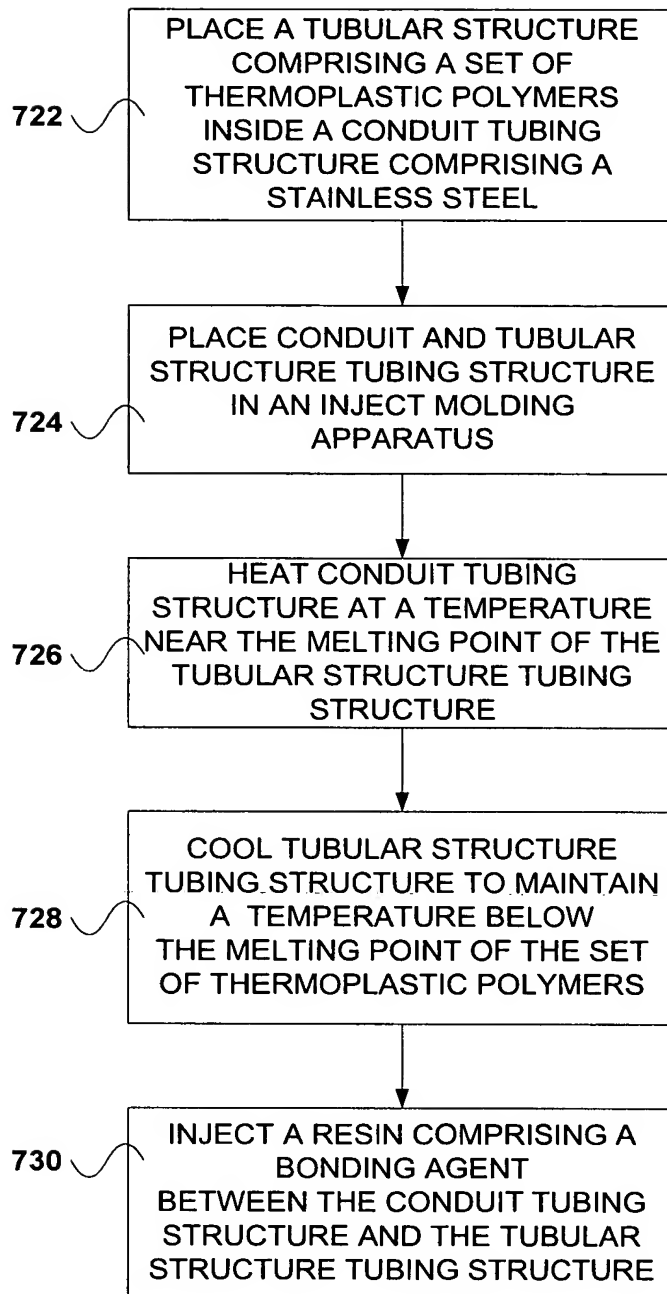 PLACE A TUBULAR STRUCTURE
COMPRISING A SET OF
THERMOPLASTIC POLYMERS
INSIDE A CONDUIT TUBING
STRUCTURE COMPRISING A
STAINLESS STEEL
722
PLACE CONDUIT AND TUBULAR
STRUCTURE TUBING STRUCTURE
IN AN INJECT MOLDING
APPARATUS
724
HEAT CONDUIT TUBING
STRUCTURE AT A TEMPERATURE
NEAR THE MELTING POINT OF THE
TUBULAR STRUCTURE TUBING
STRUCTURE
726
COOL TUBULAR STRUCTURE
TUBING STRUCTURE TO MAINTAIN
A TEMPERATURE BELOW
THE MELTING POINT OF THE SET
OF THERMOPLASTIC POLYMERS
728
INJECT A RESIN COMPRISING A
BONDING AGENT
BETWEEN THE CONDUIT TUBING
STRUCTURE AND THE TUBULAR
STRUCTURE TUBING STRUCTURE
730